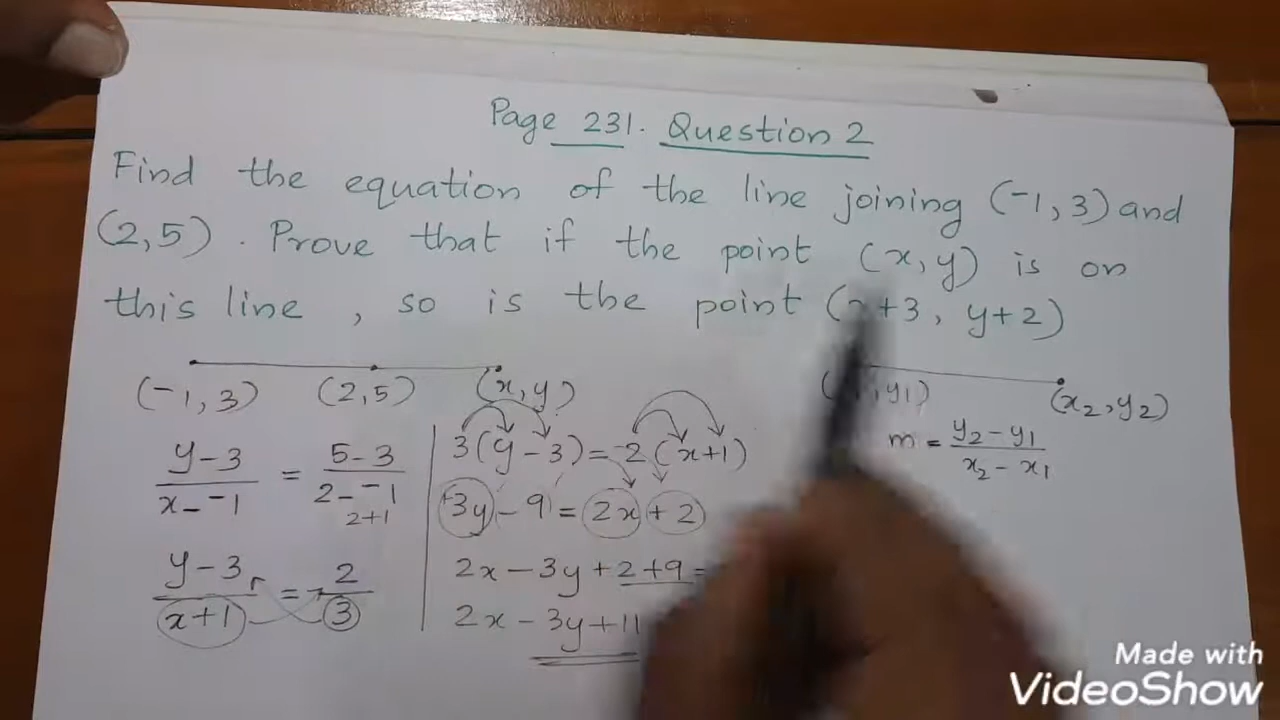 Page 231. Question 2
Find the equation of the line joining (-1, 3) and
(2, 5). Prove that if the point (x, y) is on
this line, so is the point (x+3, y+2)
(-1, 3) (2, 5) (x, y)
y-3 / x--1 = 5-3 / 2--1
2+1
y-3 / x+1 = 2 / 3
3(y-3) = 2(x+1)
+3y - 9 = 2x + 2
2x - 3y + 2 + 9 =
2x - 3y + 11
, y1) (x2, y2)
m = y2 - y1 / x2 - x1
Made with
VideoShow